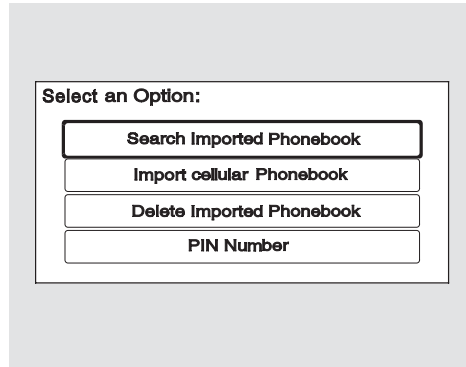 Select an Option:
Search Imported Phonebook
Import cellular Phonebook
Delete Imported Phonebook
PIN Number